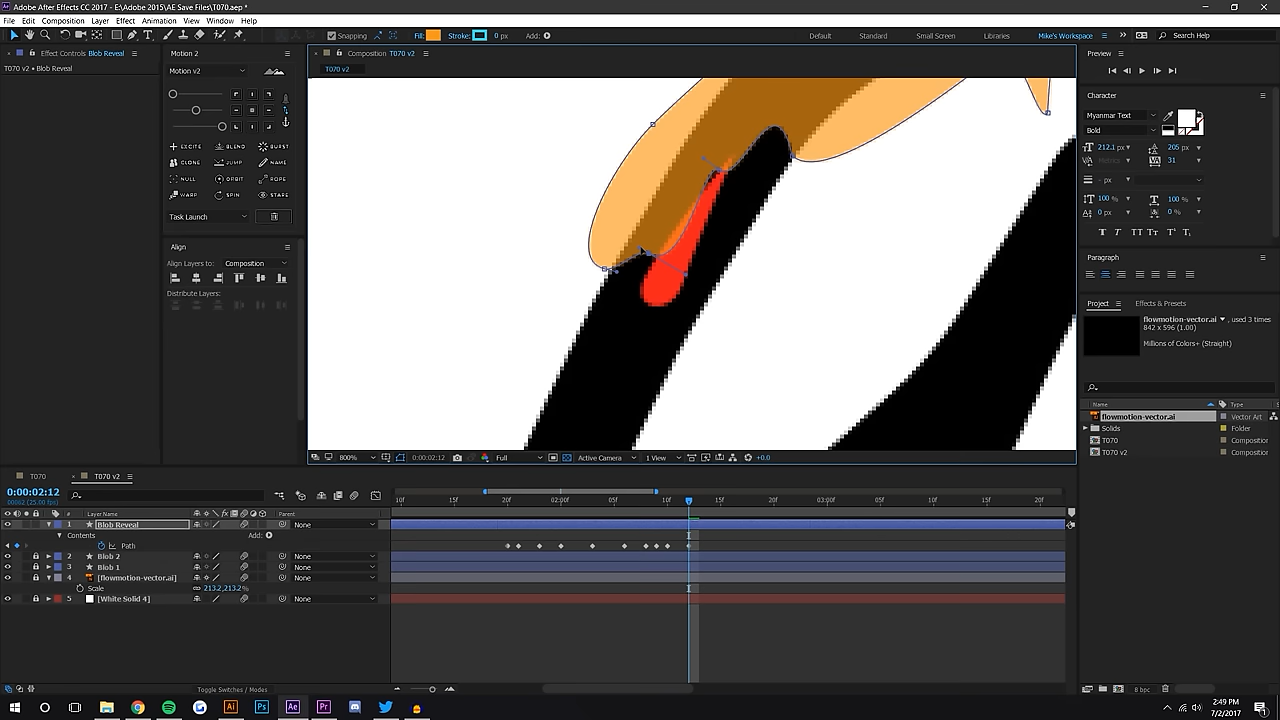 Adobe After Effects CC 2017 - E:\Adobe 2015\AE Save Files\T070.aep *
File Edit Composition Layer Effect Animation View Window Help
Snapping Fill: Stroke: 0 px Add: Default Standard Small Screen Libraries Mike's Workspace Search Help
Effect Controls Blob Reveal
T070 v2 • Blob Reveal
Motion 2
Motion v2
EXCITE BLEND BURST
CLONE JUMP NAME
NULL ORBIT ROPE
WARP SPIN STARE
Task Launch
Align
Align Layers to: Composition
Distribute Layers:
Composition T070 v2
T070 v2
800% 0:00:02:12 Full Active Camera 1 View +0.0
Preview
Character
Myanmar Text
Bold
212.1 px 205 px
Metrics 31
- px
100 % 100 %
0 px 0 %
Paragraph
Project Effects & Presets
flowmotion-vector.ai , used 3 times
842 x 596 (1.00)
Millions of Colors+ (Straight)
Name Type
flowmotion-vector.ai Vector Art
Solids Folder
T070 Composition
T070 v2 Composition
8 bpc
T070 T070 v2
0:00:02:12
00062 (25.00 fps)
# Layer Name Parent
1 Blob Reveal None
Contents Add:
Path
2 Blob 2 None
3 Blob 1 None
4 [flowmotion-vector.ai] None
Scale 213.2,213.2%
5 [White Solid 4] None
10f 15f 20f 02:00f 05f 10f 15f 20f 03:00f 05f 10f 15f 20f
Toggle Switches / Modes
2:49 PM
7/2/2017